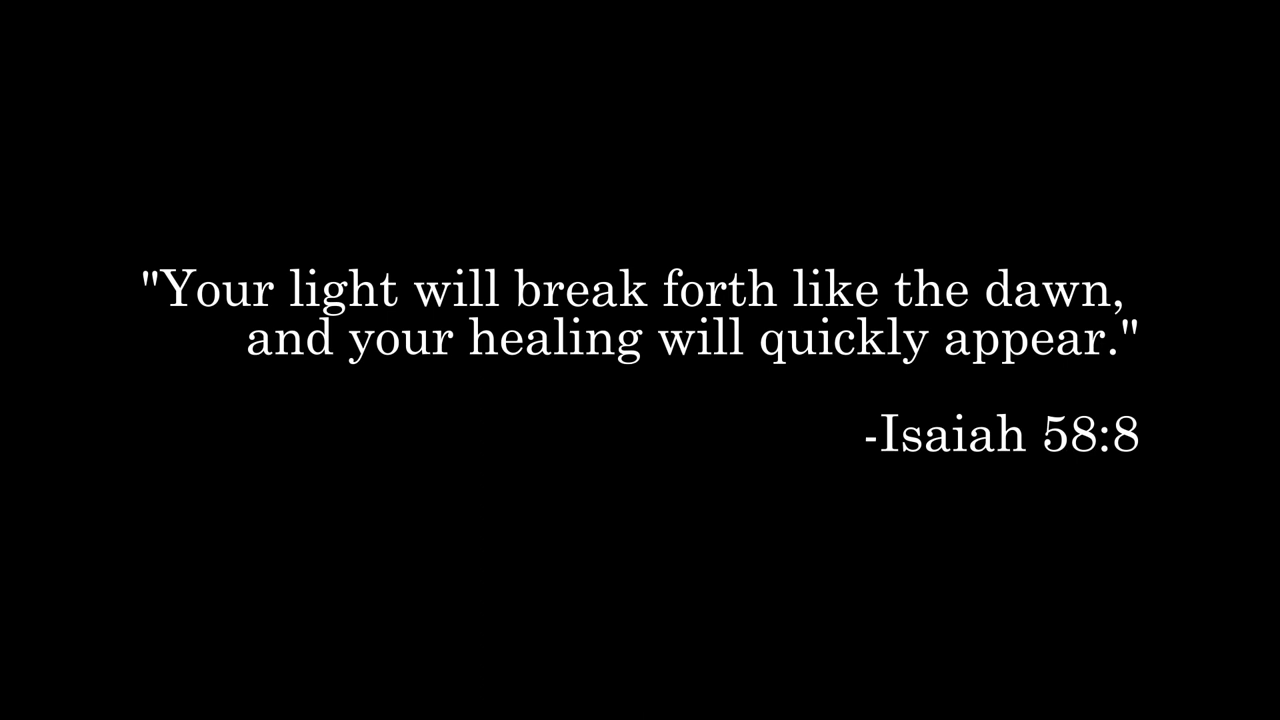 "Your light will break forth like the dawn,
and your healing will quickly appear."
-Isaiah 58:8